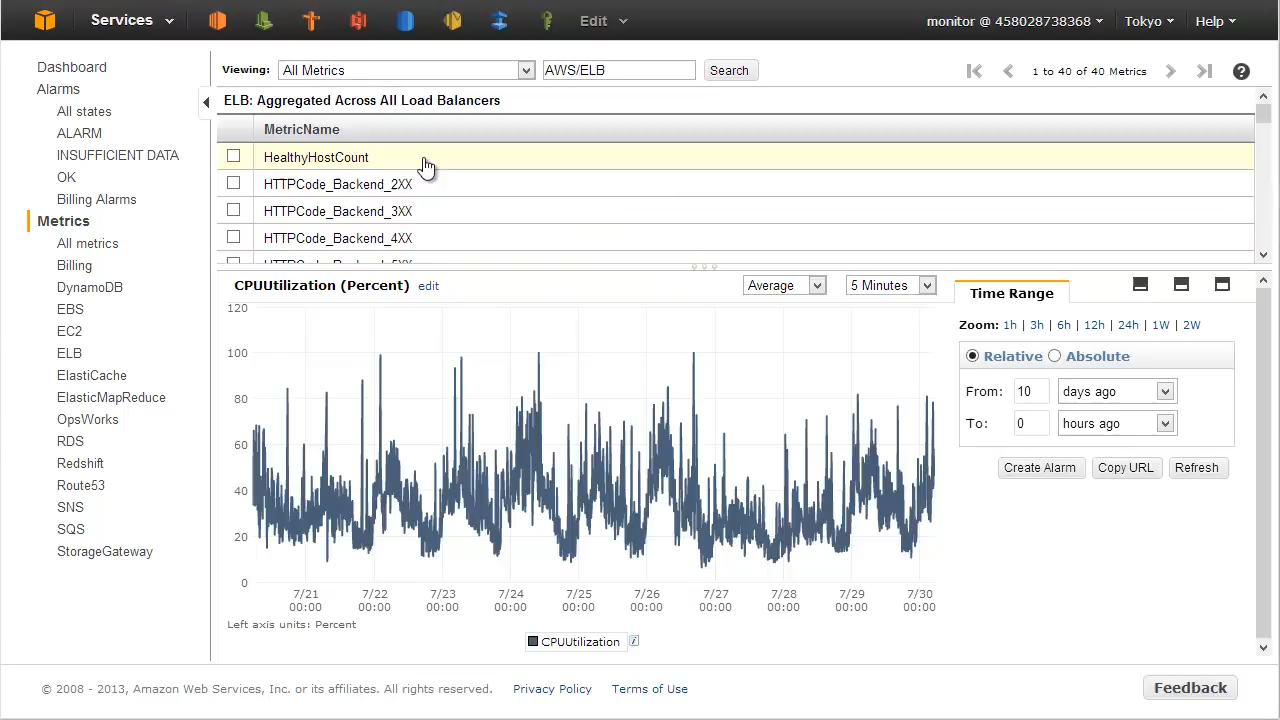 Services
Edit
monitor @ 458028738368
Tokyo
Help
Dashboard
Alarms
All states
ALARM
INSUFFICIENT DATA
OK
Billing Alarms
Metrics
All metrics
Billing
DynamoDB
EBS
EC2
ELB
ElastiCache
ElasticMapReduce
OpsWorks
RDS
Redshift
Route53
SNS
SQS
StorageGateway
Viewing: All Metrics AWS/ELB Search
1 to 40 of 40 Metrics
ELB: Aggregated Across All Load Balancers
MetricName
HealthyHostCount
HTTPCode_Backend_2XX
HTTPCode_Backend_3XX
HTTPCode_Backend_4XX
HTTPCode_Backend_5XX
CPUUtilization (Percent) edit
Average
5 Minutes
120
100
80
60
40
20
0
7/21 7/22 7/23 7/24 7/25 7/26 7/27 7/28 7/29 7/30
00:00 00:00 00:00 00:00 00:00 00:00 00:00 00:00 00:00 00:00
Left axis units: Percent
CPUUtilization
Time Range
Zoom: 1h | 3h | 6h | 12h | 24h | 1W | 2W
Relative Absolute
From: 10 days ago
To: 0 hours ago
Create Alarm Copy URL Refresh
© 2008 - 2013, Amazon Web Services, Inc. or its affiliates. All rights reserved. Privacy Policy Terms of Use
Feedback